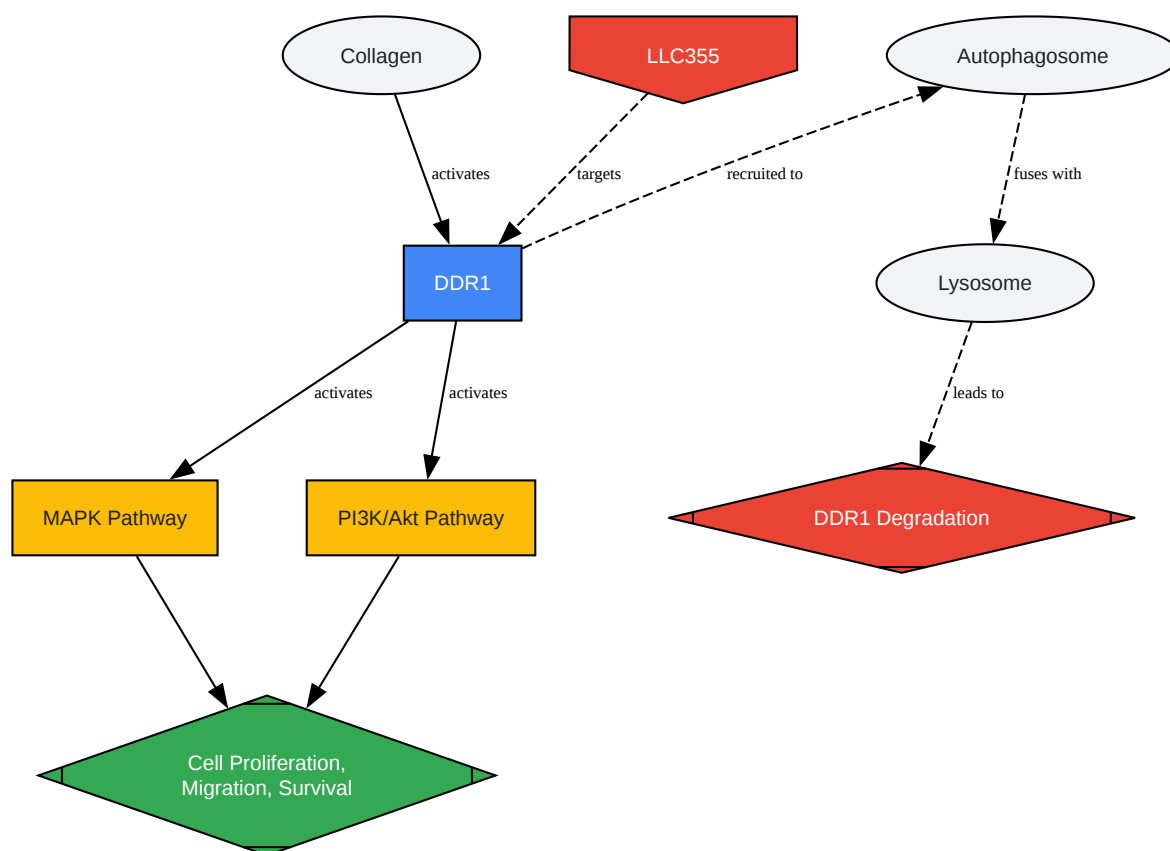 Collagen
LLC355
Autophagosome
activates
targets
recruited to
fuses with
DDR1
Lysosome
activates
activates
leads to
MAPK Pathway
PI3K/Akt Pathway
DDR1 Degradation
Cell Proliferation,
Migration, Survival